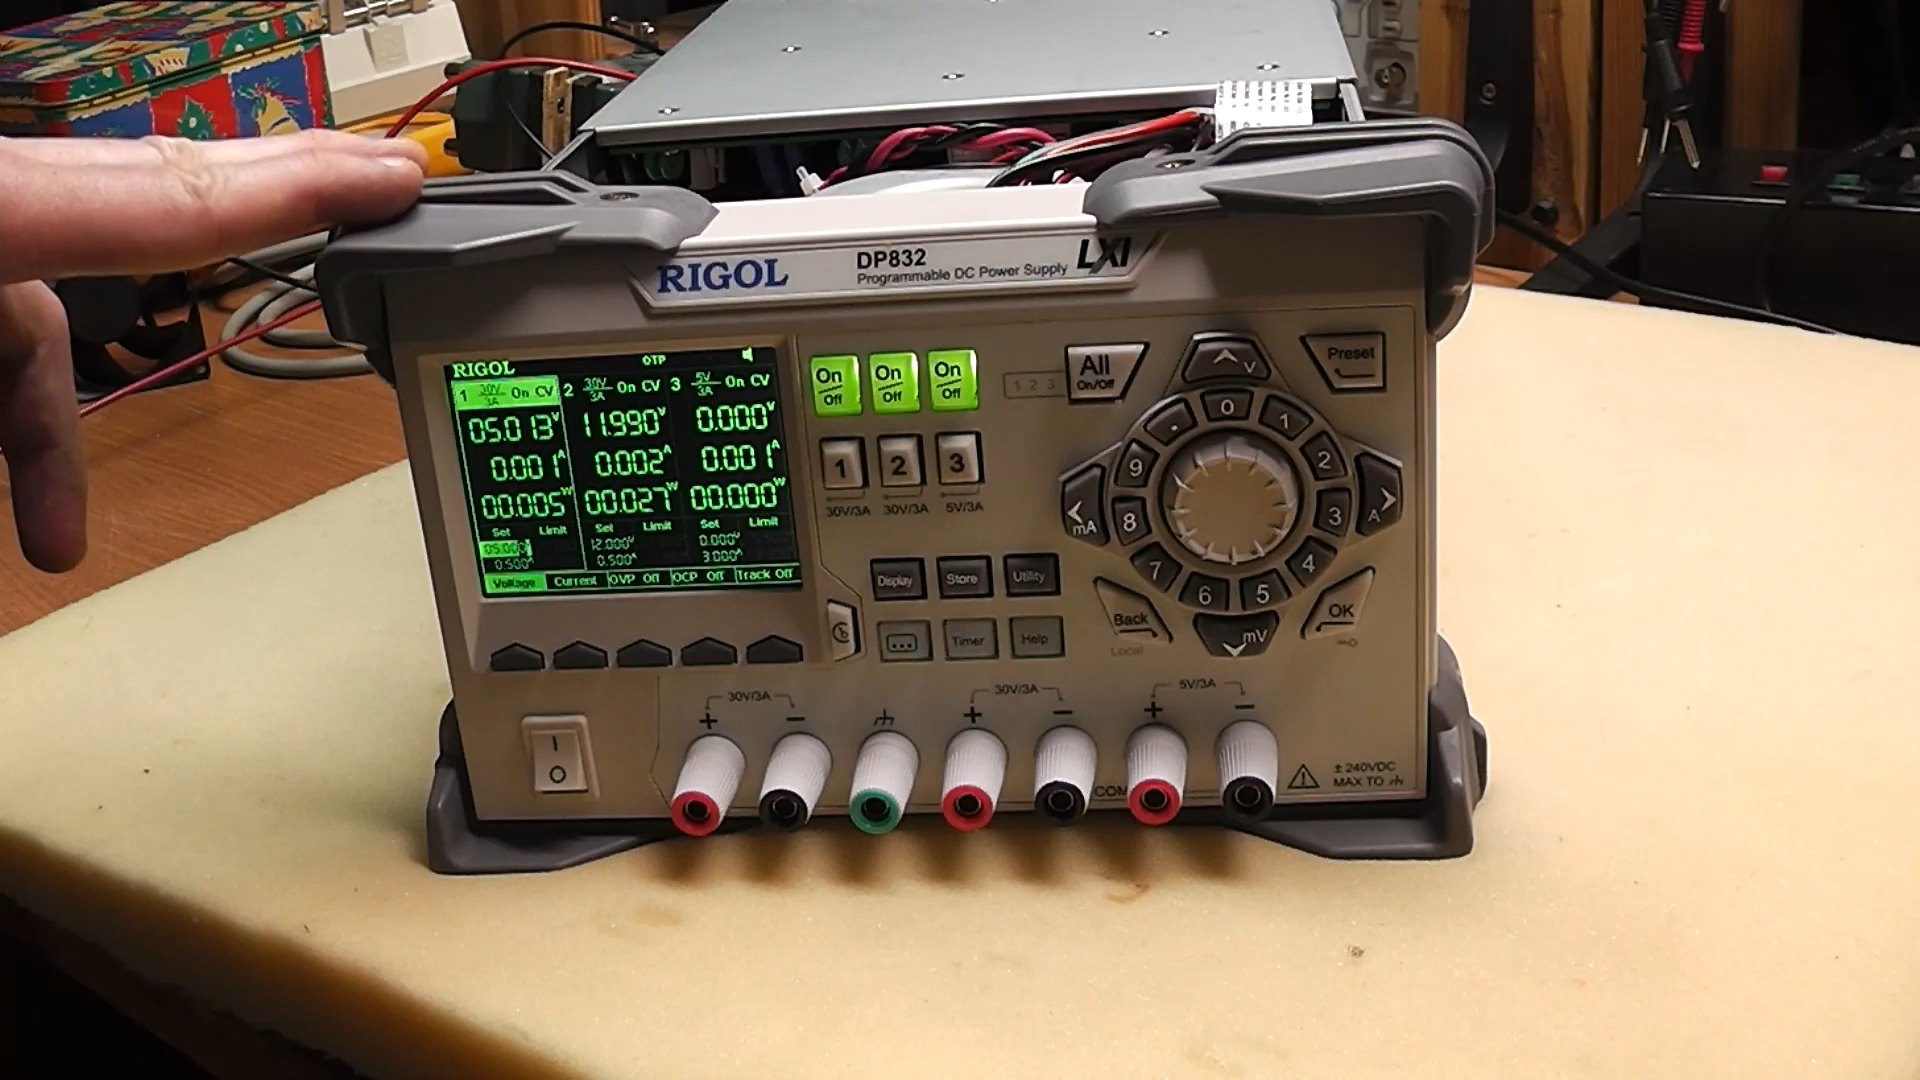 RIGOL
DP832
Programmable DC Power Supply
LXI
RIGOL OTP
1 30V/3A On CV 2 30V/3A On CV 3 5V/3A On CV
05.013V 11.990V 0.000V
0.001A 0.002A 0.001A
00.005W 00.027W 00.000W
Set Limit Set Limit Set Limit
05.000V 12.000V 0.000V
0.500A 0.500A 3.000A
Voltage Current OVP Off OCP Off Track Off
On/Off On/Off On/Off
1 2 3
All
On/Off
Preset
1 2 3
30V/3A 30V/3A 5V/3A
V
. 0 1
9 2
mA A
8 3
7 4
6 5
mV
Display Store Utility
Back
Local
OK
... Timer Help
30V/3A 30V/3A 5V/3A
+ - + - + -
I
O
COM
± 240VDC
MAX TO